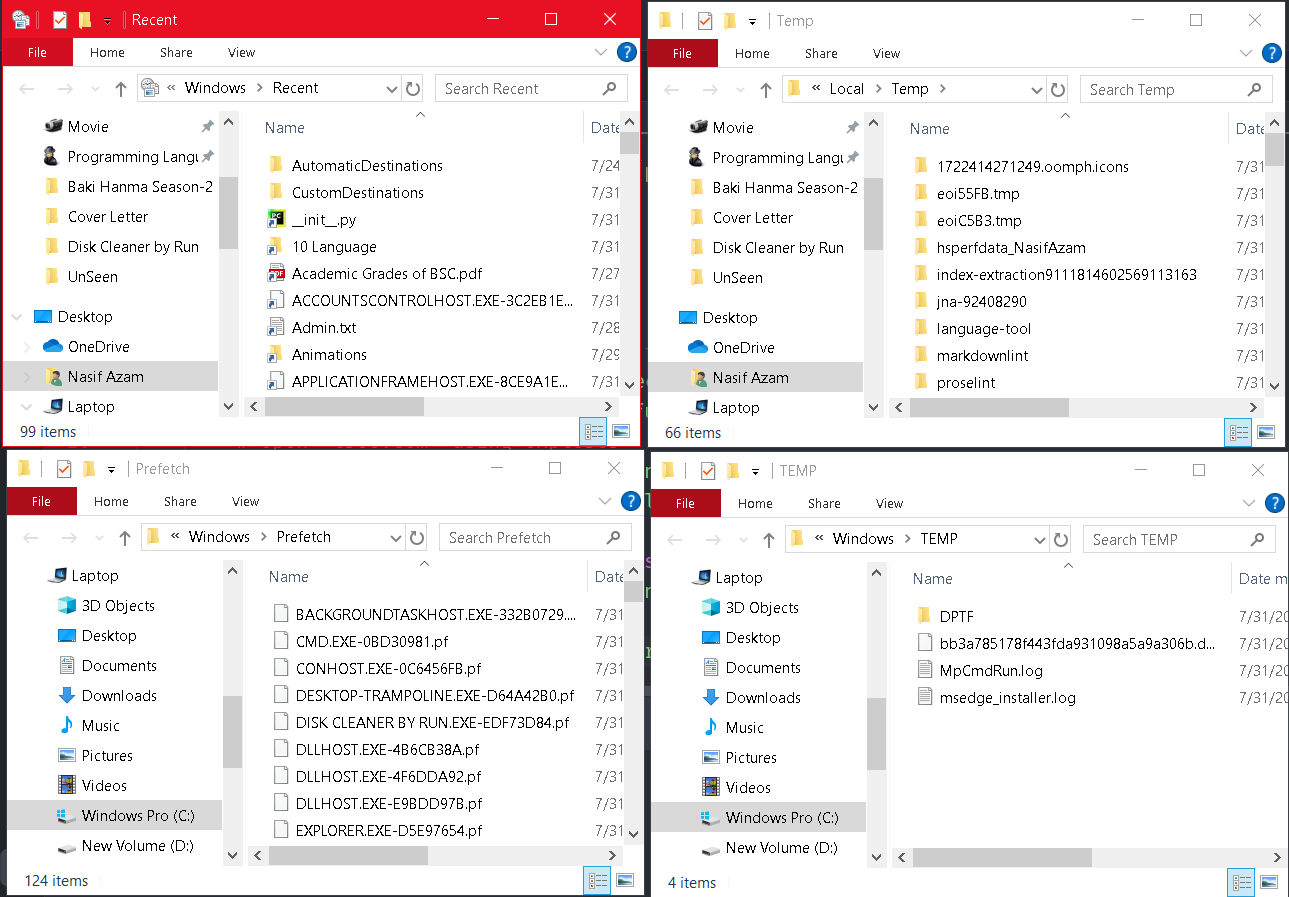 Recent
File Home Share View
« Windows > Recent
Search Recent
Movie
Programming Langu
Baki Hanma Season-2
Cover Letter
Disk Cleaner by Run
UnSeen
Desktop
OneDrive
Nasif Azam
Laptop
Name Date
AutomaticDestinations 7/24
CustomDestinations 7/31
__init__.py 7/31
10 Language 7/31
Academic Grades of BSC.pdf 7/27
ACCOUNTSCONTROLHOST.EXE-3C2EB1E... 7/31
Admin.txt 7/28
Animations 7/29
APPLICATIONFRAMEHOST.EXE-8CE9A1E... 7/31
99 items
Temp
File Home Share View
« Local > Temp >
Search Temp
Movie
Programming Langu
Baki Hanma Season-2
Cover Letter
Disk Cleaner by Run
UnSeen
Desktop
OneDrive
Nasif Azam
Laptop
Name Date
1722414271249.oomph.icons 7/31
eoi55FB.tmp 7/31
eoiC5B3.tmp 7/31
hsperfdata_NasifAzam 7/31
index-extraction9111814602569113163 7/31
jna-92408290 7/31
language-tool 7/31
markdownlint 7/31
proselint 7/31
66 items
Prefetch
File Home Share View
« Windows > Prefetch
Search Prefetch
Laptop
3D Objects
Desktop
Documents
Downloads
Music
Pictures
Videos
Windows Pro (C:)
New Volume (D:)
Name Date
BACKGROUNDTASKHOST.EXE-332B0729.... 7/31
CMD.EXE-0BD30981.pf 7/31
CONHOST.EXE-0C6456FB.pf 7/31
DESKTOP-TRAMPOLINE.EXE-D64A42B0.pf 7/31
DISK CLEANER BY RUN.EXE-EDF73D84.pf 7/31
DLLHOST.EXE-4B6CB38A.pf 7/31
DLLHOST.EXE-4F6DDA92.pf 7/31
DLLHOST.EXE-E9BDD97B.pf 7/31
EXPLORER.EXE-D5E97654.pf 7/31
124 items
TEMP
File Home Share View
« Windows > TEMP
Search TEMP
Laptop
3D Objects
Desktop
Documents
Downloads
Music
Pictures
Videos
Windows Pro (C:)
New Volume (D:)
Name Date m
DPTF 7/31/20
bb3a785178f443fda931098a5a9a306b.d... 7/31/20
MpCmdRun.log 7/31/20
msedge_installer.log 7/31/20
4 items